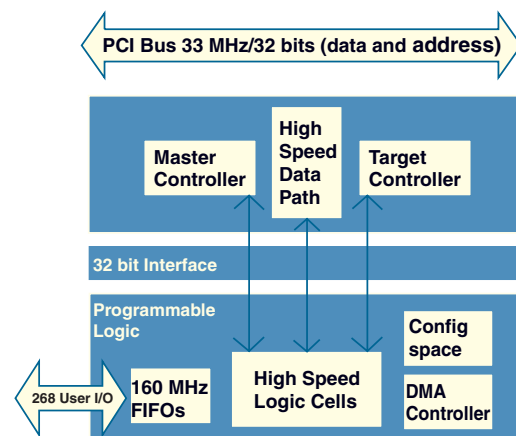 PCI Bus 33 MHz/32 bits (data and address)
High
Speed
Data
Path
Master
Controller
Target
Controller
32 bit Interface
Programmable
Logic
Config
space
268 User I/O
160 MHz
FIFOs
High Speed
Logic Cells
DMA
Controller